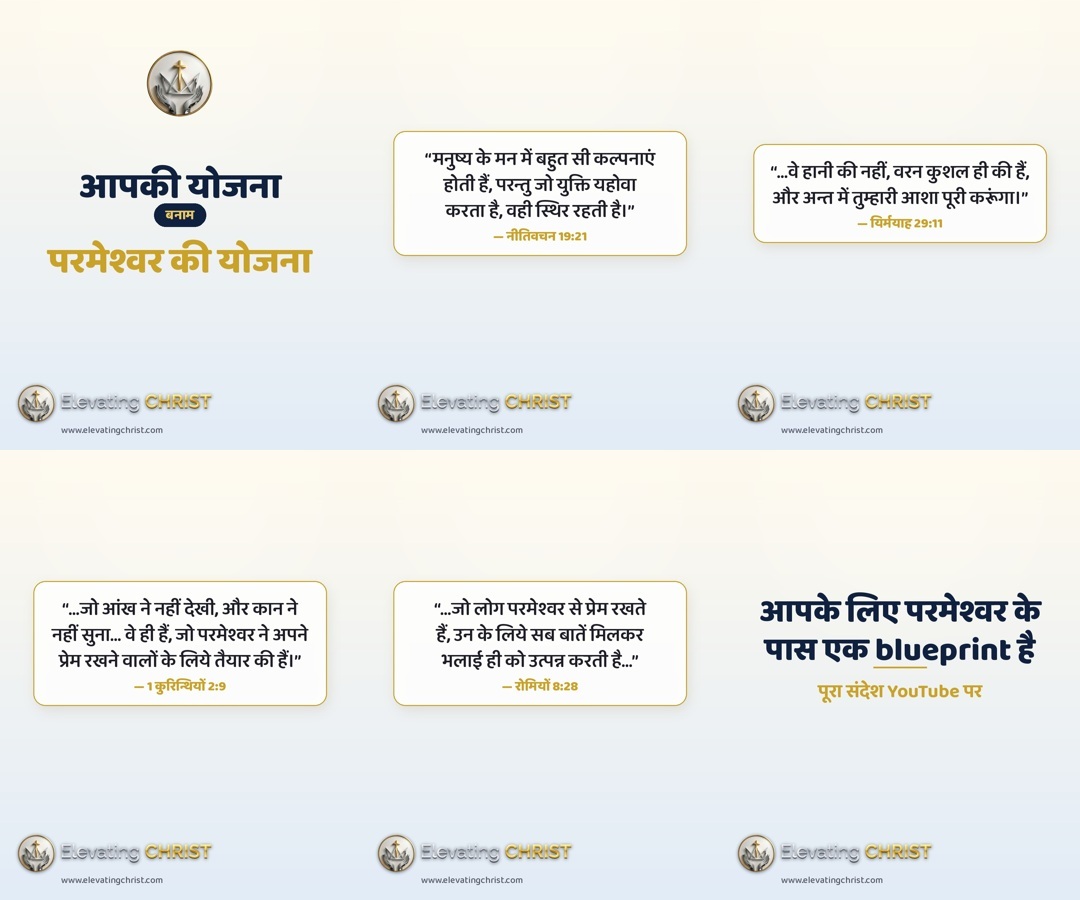 आपकी योजना
बनाम
परमेश्वर की योजना
Elevating CHRIST
www.elevatingchrist.com
“मनुष्य के मन में बहुत सी कल्पनाएं
होती हैं, परन्तु जो युक्ति यहोवा
करता है, वही स्थिर रहती है।”
— नीतिवचन 19:21
Elevating CHRIST
www.elevatingchrist.com
“...वे हानी की नहीं, वरन कुशल ही की हैं,
और अन्त में तुम्हारी आशा पूरी करूंगा।”
— यिर्मयाह 29:11
Elevating CHRIST
www.elevatingchrist.com
“...जो आंख ने नहीं देखी, और कान ने
नहीं सुना... वे ही हैं, जो परमेश्वर ने अपने
प्रेम रखने वालों के लिये तैयार की हैं।”
— 1 कुरिन्थियों 2:9
Elevating CHRIST
www.elevatingchrist.com
“...जो लोग परमेश्वर से प्रेम रखते
हैं, उन के लिये सब बातें मिलकर
भलाई ही को उत्पन्न करती है...”
— रोमियों 8:28
Elevating CHRIST
www.elevatingchrist.com
आपके लिए परमेश्वर के
पास एक blueprint है
पूरा संदेश YouTube पर
Elevating CHRIST
www.elevatingchrist.com